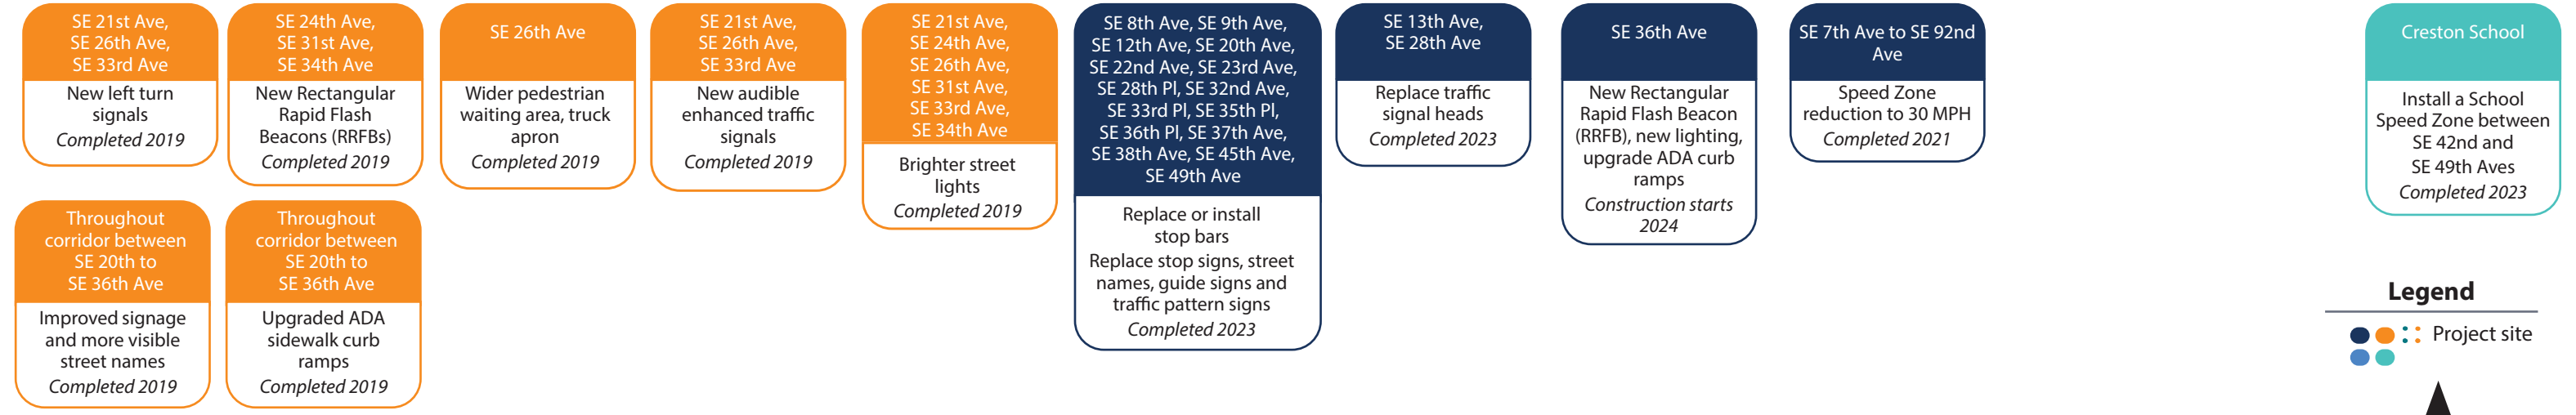 SE 21st Ave,
SE 26th Ave,
SE 33rd Ave
New left turn
signals
Completed 2019
SE 24th Ave,
SE 31st Ave,
SE 34th Ave
New Rectangular
Rapid Flash
Beacons (RRFBs)
Completed 2019
SE 26th Ave
Wider pedestrian
waiting area, truck
apron
Completed 2019
SE 21st Ave,
SE 26th Ave,
SE 33rd Ave
New audible
enhanced traffic
signals
Completed 2019
SE 21st Ave,
SE 24th Ave,
SE 26th Ave,
SE 31st Ave,
SE 33rd Ave,
SE 34th Ave
Brighter street
lights
Completed 2019
SE 8th Ave, SE 9th Ave,
SE 12th Ave, SE 20th Ave,
SE 22nd Ave, SE 23rd Ave,
SE 28th Pl, SE 32nd Ave,
SE 33rd Pl, SE 35th Pl,
SE 36th Pl, SE 37th Ave,
SE 38th Ave, SE 45th Ave,
SE 49th Ave
Replace or install
stop bars
Replace stop signs, street
names, guide signs and
traffic pattern signs
Completed 2023
SE 13th Ave,
SE 28th Ave
Replace traffic
signal heads
Completed 2023
SE 36th Ave
New Rectangular
Rapid Flash Beacon
(RRFB), new lighting,
upgrade ADA curb
ramps
Construction starts
2024
SE 7th Ave to SE 92nd
Ave
Speed Zone
reduction to 30 MPH
Completed 2021
Creston School
Install a School
Speed Zone between
SE 42nd and
SE 49th Aves
Completed 2023
Throughout
corridor between
SE 20th to
SE 36th Ave
Improved signage
and more visible
street names
Completed 2019
Throughout
corridor between
SE 20th to
SE 36th Ave
Upgraded ADA
sidewalk curb
ramps
Completed 2019
Legend
Project site